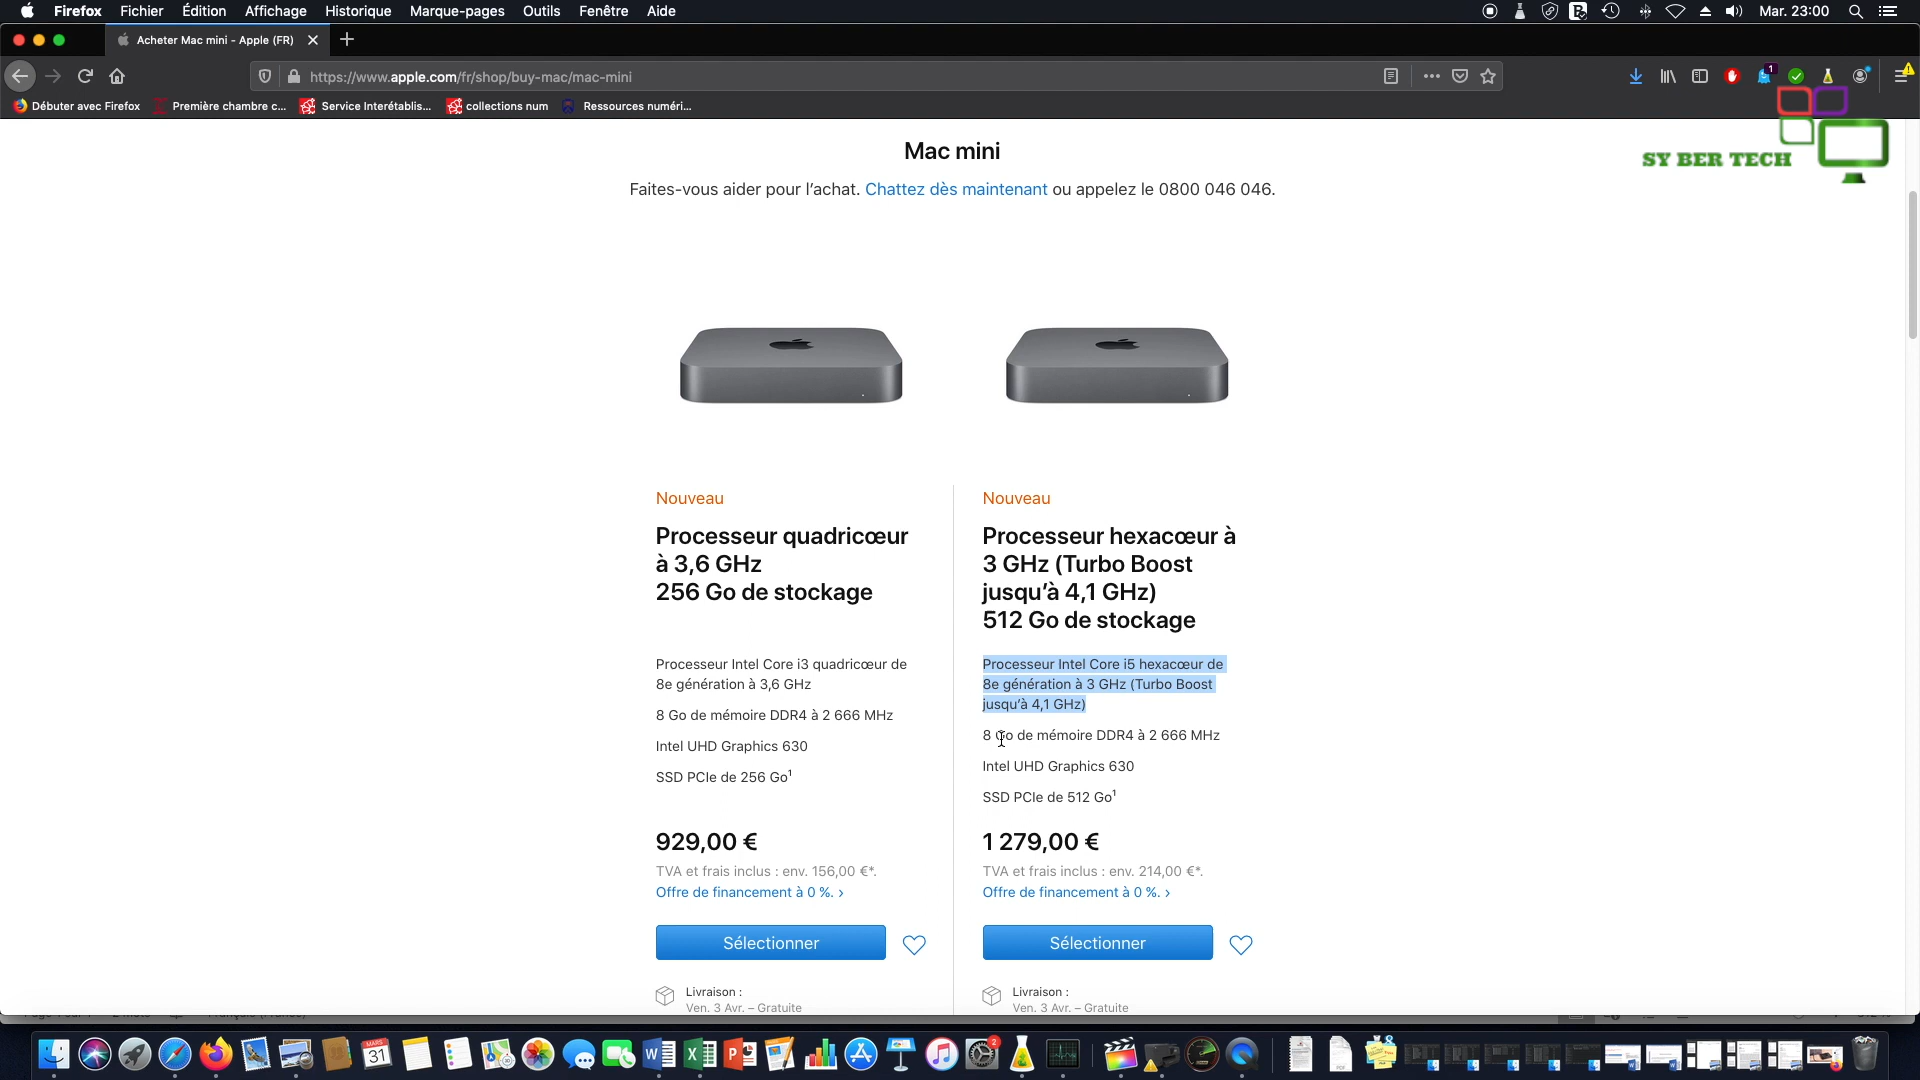 Firefox Fichier Édition Affichage Historique Marque-pages Outils Fenêtre Aide
Mar. 23:00
Acheter Mac mini - Apple (FR)
https://www.apple.com/fr/shop/buy-mac/mac-mini
1
Débuter avec Firefox Première chambre c... Service Interétablis... collections num Ressources numéri...
SY BER TECH
Mac mini
Faites-vous aider pour l'achat. Chattez dès maintenant ou appelez le 0800 046 046.
Nouveau
Processeur quadricœur
à 3,6 GHz
256 Go de stockage
Processeur Intel Core i3 quadricœur de
8e génération à 3,6 GHz
8 Go de mémoire DDR4 à 2 666 MHz
Intel UHD Graphics 630
SSD PCIe de 256 Go¹
929,00 €
TVA et frais inclus : env. 156,00 €*.
Offre de financement à 0 %. ›
Sélectionner
Livraison :
Ven. 3 Avr. – Gratuite
Nouveau
Processeur hexacœur à
3 GHz (Turbo Boost
jusqu'à 4,1 GHz)
512 Go de stockage
Processeur Intel Core i5 hexacœur de
8e génération à 3 GHz (Turbo Boost
jusqu'à 4,1 GHz)
8 Go de mémoire DDR4 à 2 666 MHz
Intel UHD Graphics 630
SSD PCIe de 512 Go¹
1 279,00 €
TVA et frais inclus : env. 214,00 €*.
Offre de financement à 0 %. ›
Sélectionner
Livraison :
Ven. 3 Avr. – Gratuite
MARS
31
2